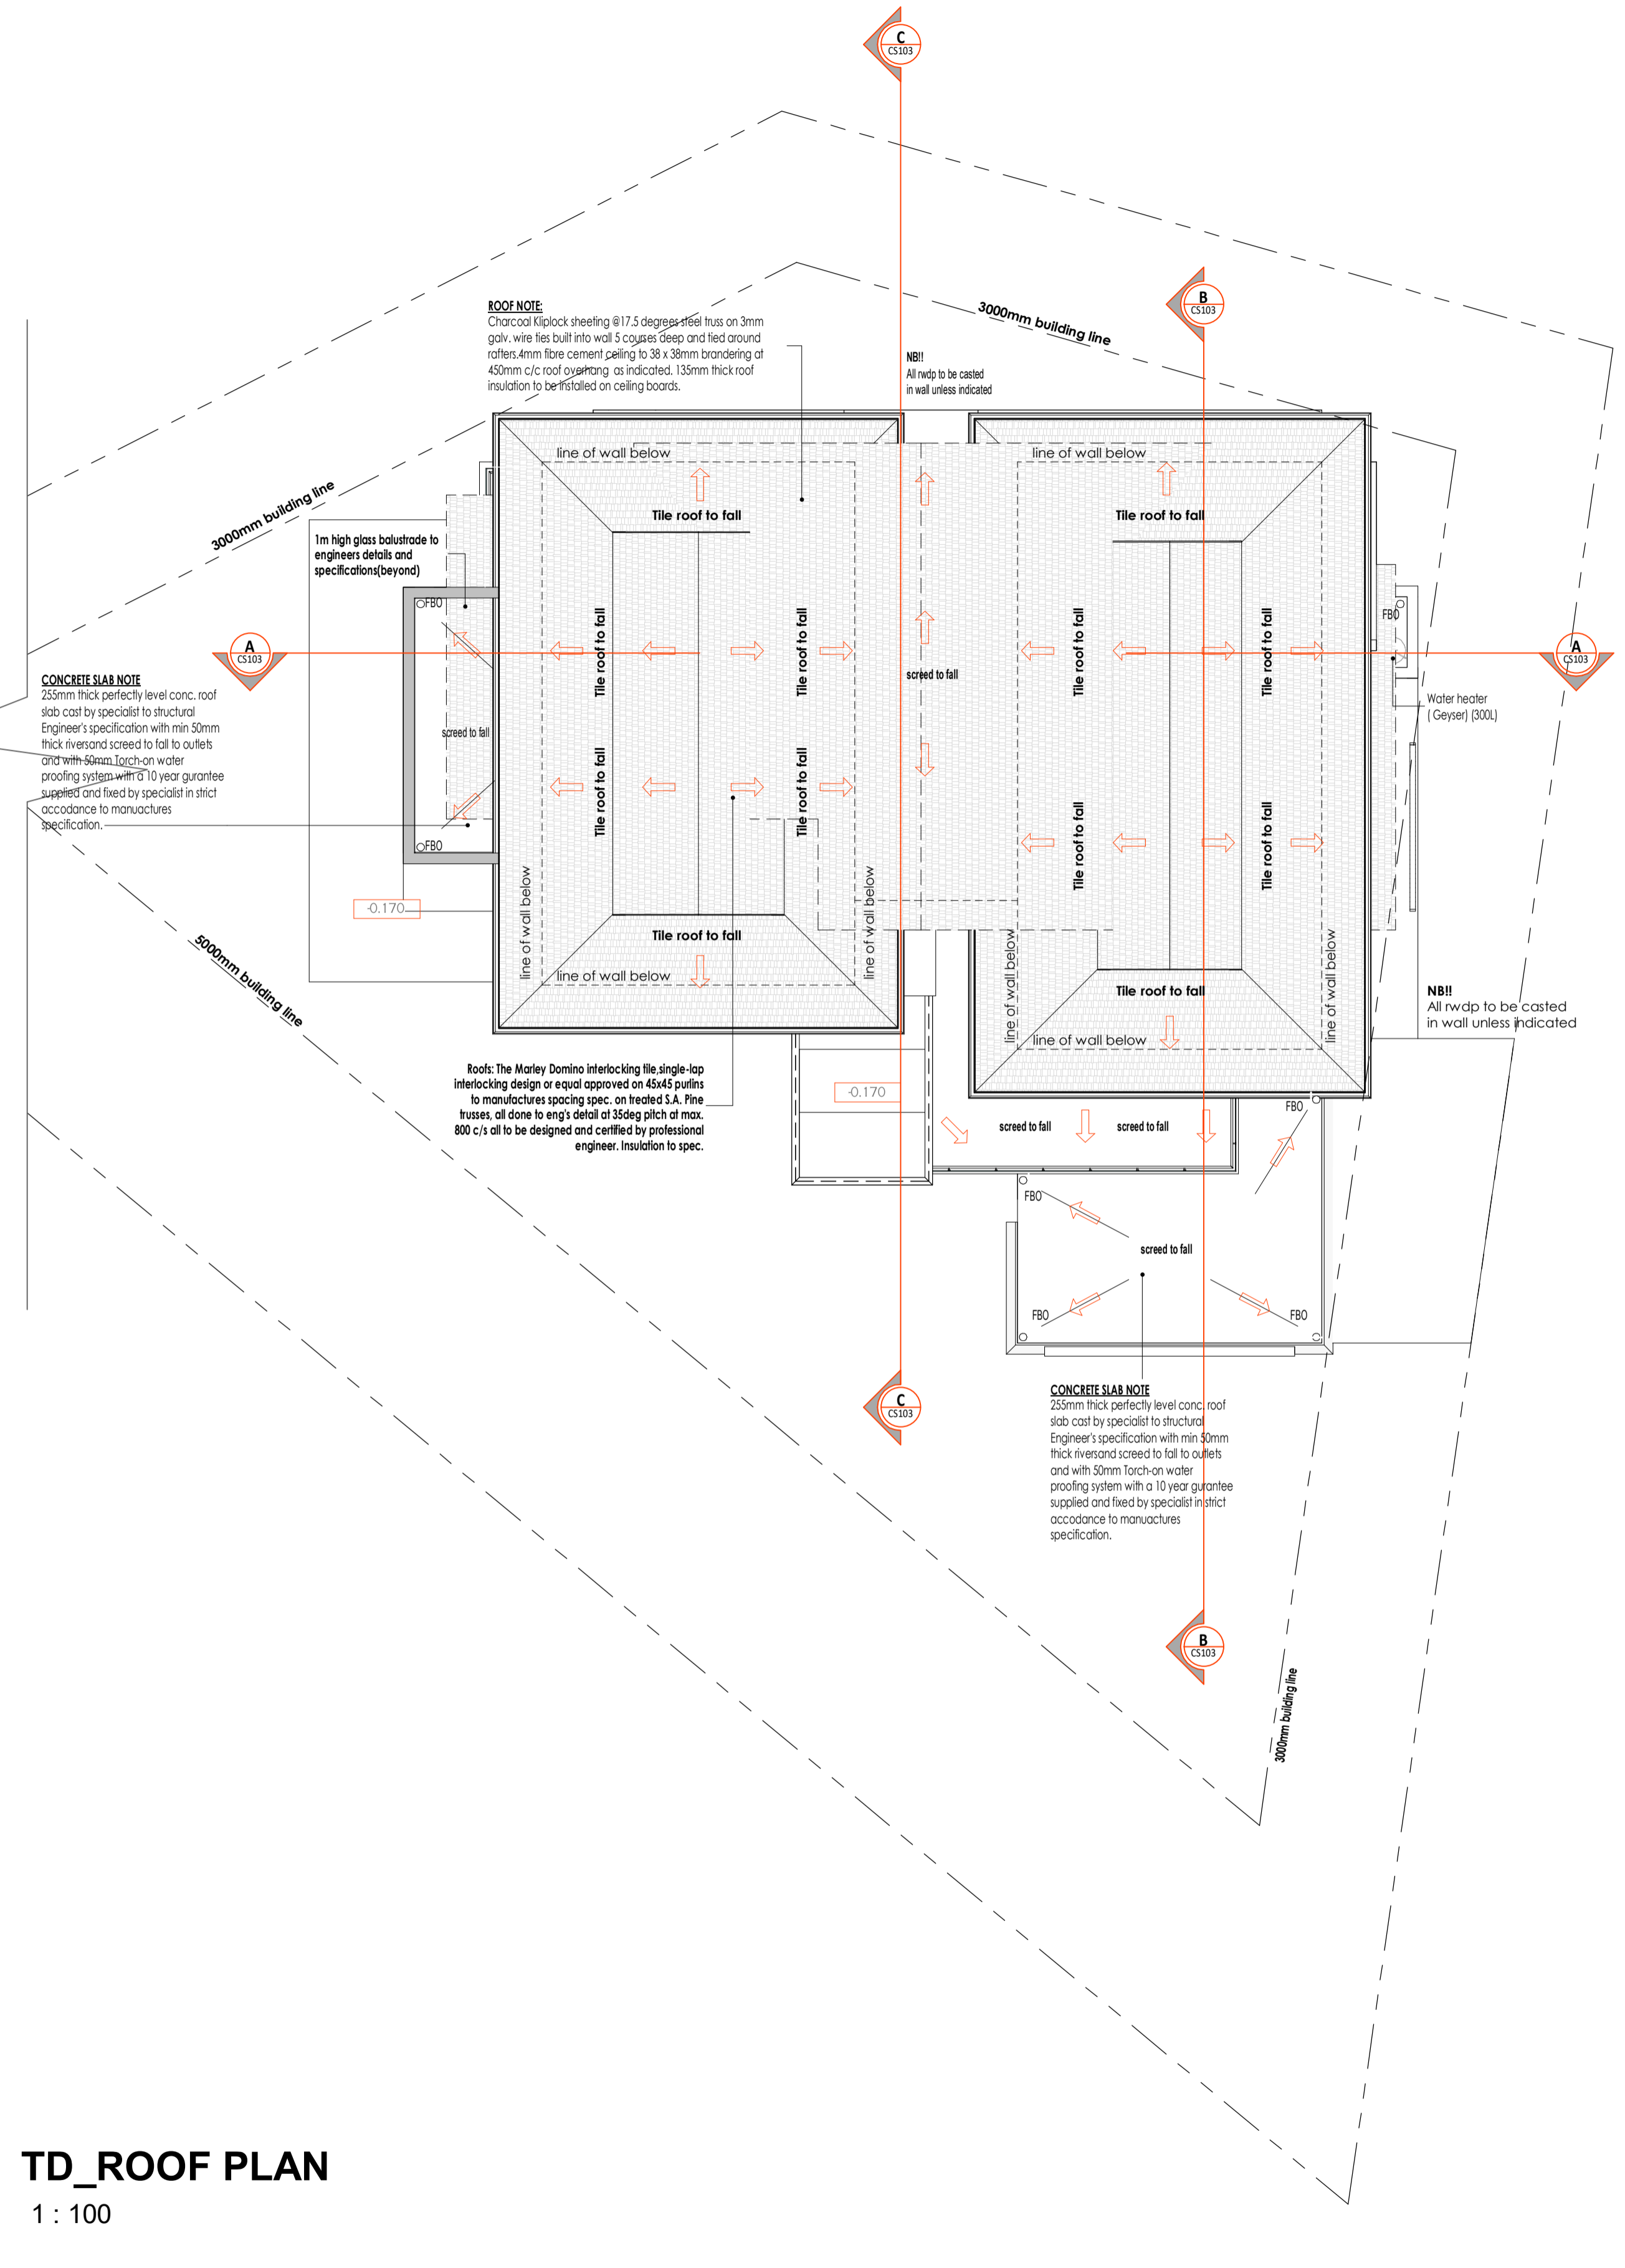 C
CS103
B
CS103
3000mm building line
ROOF NOTE:
Charcoal Kliplock sheeting @17.5 degrees steel truss on 3mm
galv. wire ties built into wall 5 courses deep and tied around
rafters.4mm fibre cement ceiling to 38 x 38mm brandering at
450mm c/c roof overhang as indicated. 135mm thick roof
insulation to be installed on ceiling boards.
NB!!
All rwdp to be casted
in wall unless indicated
line of wall below
line of wall below
Tile roof to fall
Tile roof to fall
3000mm building line
1m high glass balustrade to
engineers details and
specifications(beyond)
FBO
FBO
A
CS103
A
CS103
Tile roof to fall
Tile roof to fall
Tile roof to fall
Tile roof to fall
screed to fall
CONCRETE SLAB NOTE
255mm thick perfectly level conc. roof
slab cast by specialist to structural
Engineer's specification with min 50mm
thick riversand screed to fall to outlets
and with 50mm Torch-on water
proofing system with a 10 year gurantee
supplied and fixed by specialist in strict
accodance to manuactures
specification.
Water heater
( Geyser) (300L)
screed to fall
Tile roof to fall
Tile roof to fall
Tile roof to fall
Tile roof to fall
FBO
-0.170
line of wall below
line of wall below
Tile roof to fall
line of wall below
line of wall below
line of wall below
Tile roof to fall
line of wall below
5000mm building line
NB!!
All rwdp to be casted
in wall unless indicated
Roofs: The Marley Domino interlocking tile,single-lap
interlocking design or equal approved on 45x45 purlins
to manufactures spacing spec. on treated S.A. Pine
trusses, all done to eng's detail at 35deg pitch at max.
800 c/s all to be designed and certified by professional
engineer. Insulation to spec.
-0.170
FBO
screed to fall
screed to fall
FBO
screed to fall
FBO
FBO
C
CS103
CONCRETE SLAB NOTE
255mm thick perfectly level conc. roof
slab cast by specialist to structural
Engineer's specification with min 50mm
thick riversand screed to fall to outlets
and with 50mm Torch-on water
proofing system with a 10 year gurantee
supplied and fixed by specialist in strict
accodance to manuactures
specification.
B
CS103
3000mm building line
TD_ROOF PLAN
1 : 100